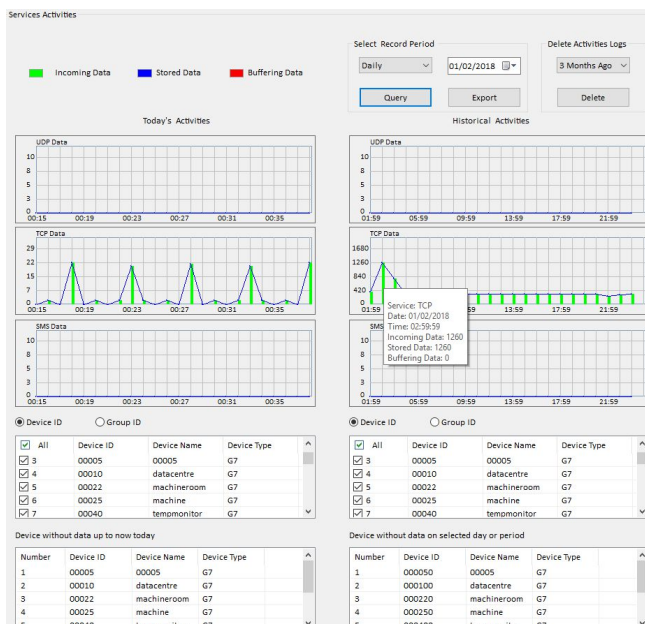 Services Activities
Select Record Period
Delete Activities Logs
Incoming Data Stored Data Buffering Data
Daily 01/02/2018
3 Months Ago
Query Export
Delete
Today's Activities
UDP Data
10
8
5
3
0
00:15 00:19 00:23 00:27 00:31 00:35
TCP Data
29
22
15
7
0
00:15 00:19 00:23 00:27 00:31 00:35
SMS Data
10
8
5
3
0
00:15 00:19 00:23 00:27 00:31 00:35
Device ID Group ID
All Device ID Device Name Device Type
3 00005 00005 G7
4 00010 datacentre G7
5 00022 machineroom G7
6 00025 machine G7
7 00040 tempmonitor G7
Device without data up to now today
Number Device ID Device Name Device Type
1 00005 00005 G7
2 00010 datacentre G7
3 00022 machineroom G7
4 00025 machine G7
Historical Activities
UDP Data
10
8
5
3
0
01:59 05:59 09:59 13:59 17:59 21:59
TCP Data
1680
1260
840
420
0
01:59 13:59 17:59 21:59
Service: TCP
Date: 01/02/2018
Time: 02:59:59
Incoming Data: 1260
Stored Data: 1260
Buffering Data: 0
SMS
10
8
5
3
0
01:59 05:59 09:59 13:59 17:59 21:59
Device ID Group ID
All Device ID Device Name Device Type
3 00005 00005 G7
4 00010 datacentre G7
5 00022 machineroom G7
6 00025 machine G7
7 00040 tempmonitor G7
Device without data on selected day or period
Number Device ID Device Name Device Type
1 000050 00005 G7
2 000100 datacentre G7
3 000220 machineroom G7
4 000250 machine G7